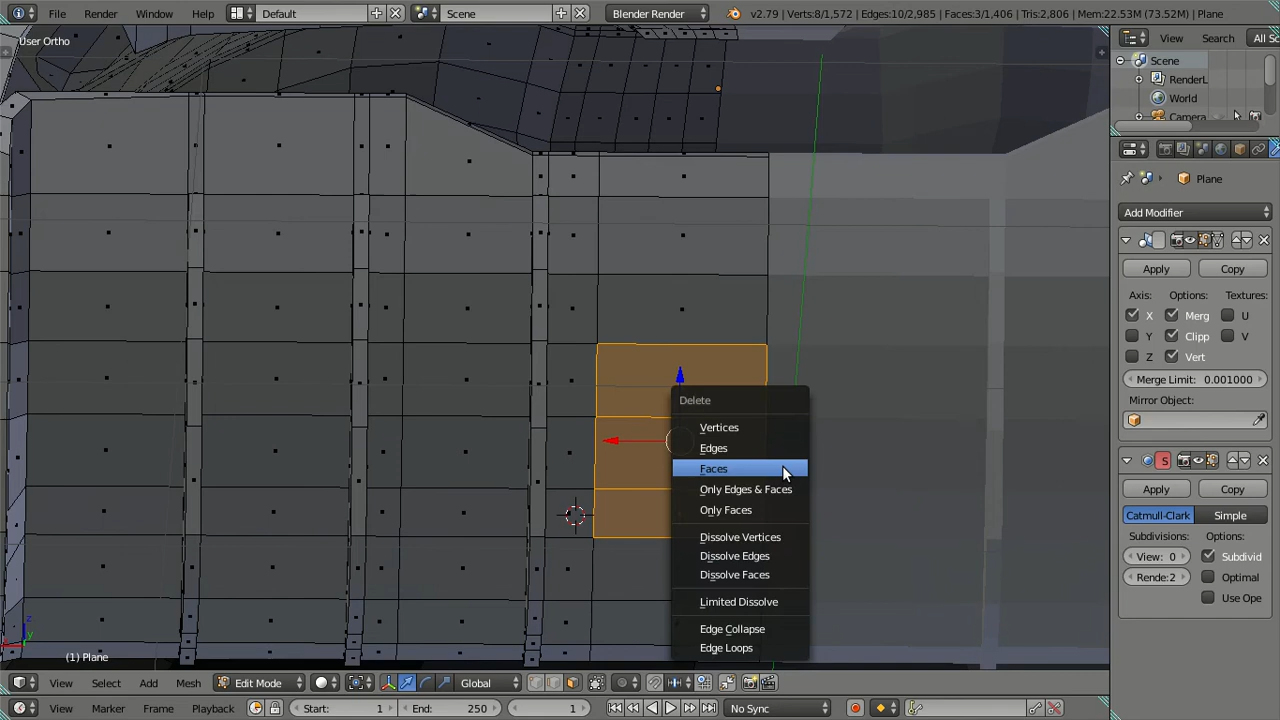 File Render Window Help Default Scene Blender Render v2.79 | Verts:8/1,572 | Edges:10/2,985 | Faces:3/1,406 | Tris:2,806 | Mem:22.53M (73.52M) | Plane
User Ortho
View Search All Sc
Scene
RenderL
World
Camera
Plane
Add Modifier
Apply Copy
Axis: Options: Textures:
X Merg U
Y Clipp V
Z Vert
Merge Limit: 0.001000
Mirror Object:
S
Apply Copy
Catmull-Clark Simple
Subdivisions: Options:
View: 0 Subdivid
Rende:2 Optimal
Use Ope
Delete
Vertices
Edges
Faces
Only Edges & Faces
Only Faces
Dissolve Vertices
Dissolve Edges
Dissolve Faces
Limited Dissolve
Edge Collapse
Edge Loops
z
y
x
(1) Plane
View Select Add Mesh Edit Mode Global
View Marker Frame Playback Start: 1 End: 250 1 No Sync